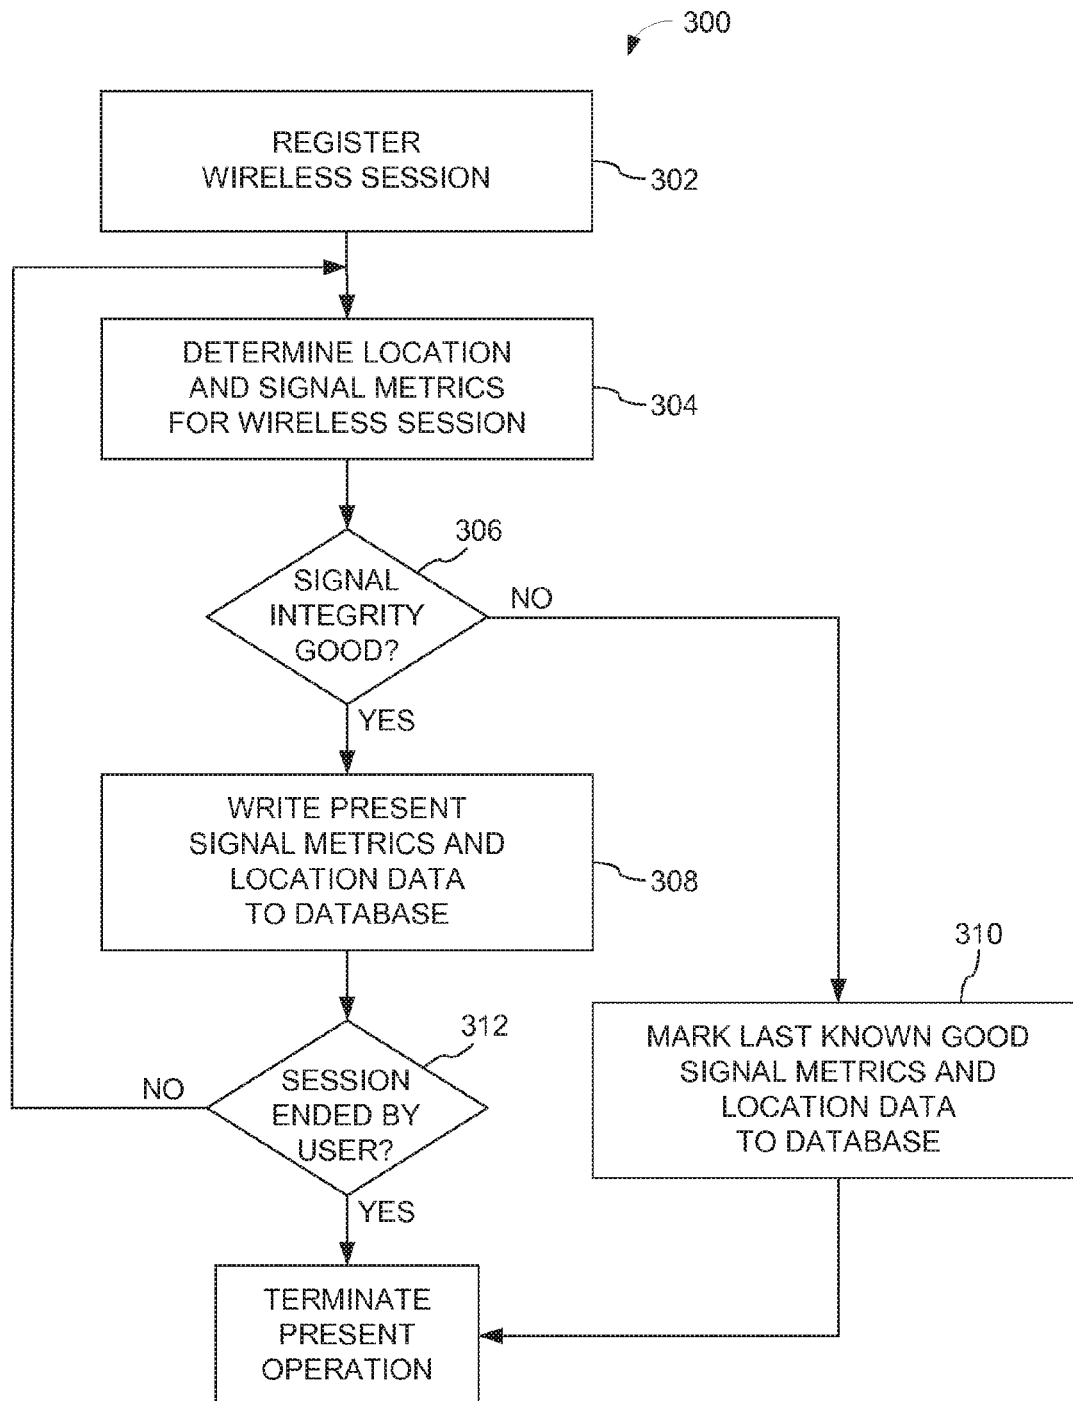 300
REGISTER
WIRELESS SESSION
302
DETERMINE LOCATION
AND SIGNAL METRICS
FOR WIRELESS SESSION
304
306
SIGNAL
INTEGRITY
GOOD?
NO
YES
WRITE PRESENT
SIGNAL METRICS AND
LOCATION DATA
TO DATABASE
308
310
MARK LAST KNOWN GOOD
SIGNAL METRICS AND
LOCATION DATA
TO DATABASE
312
SESSION
ENDED BY
USER?
NO
YES
TERMINATE
PRESENT
OPERATION